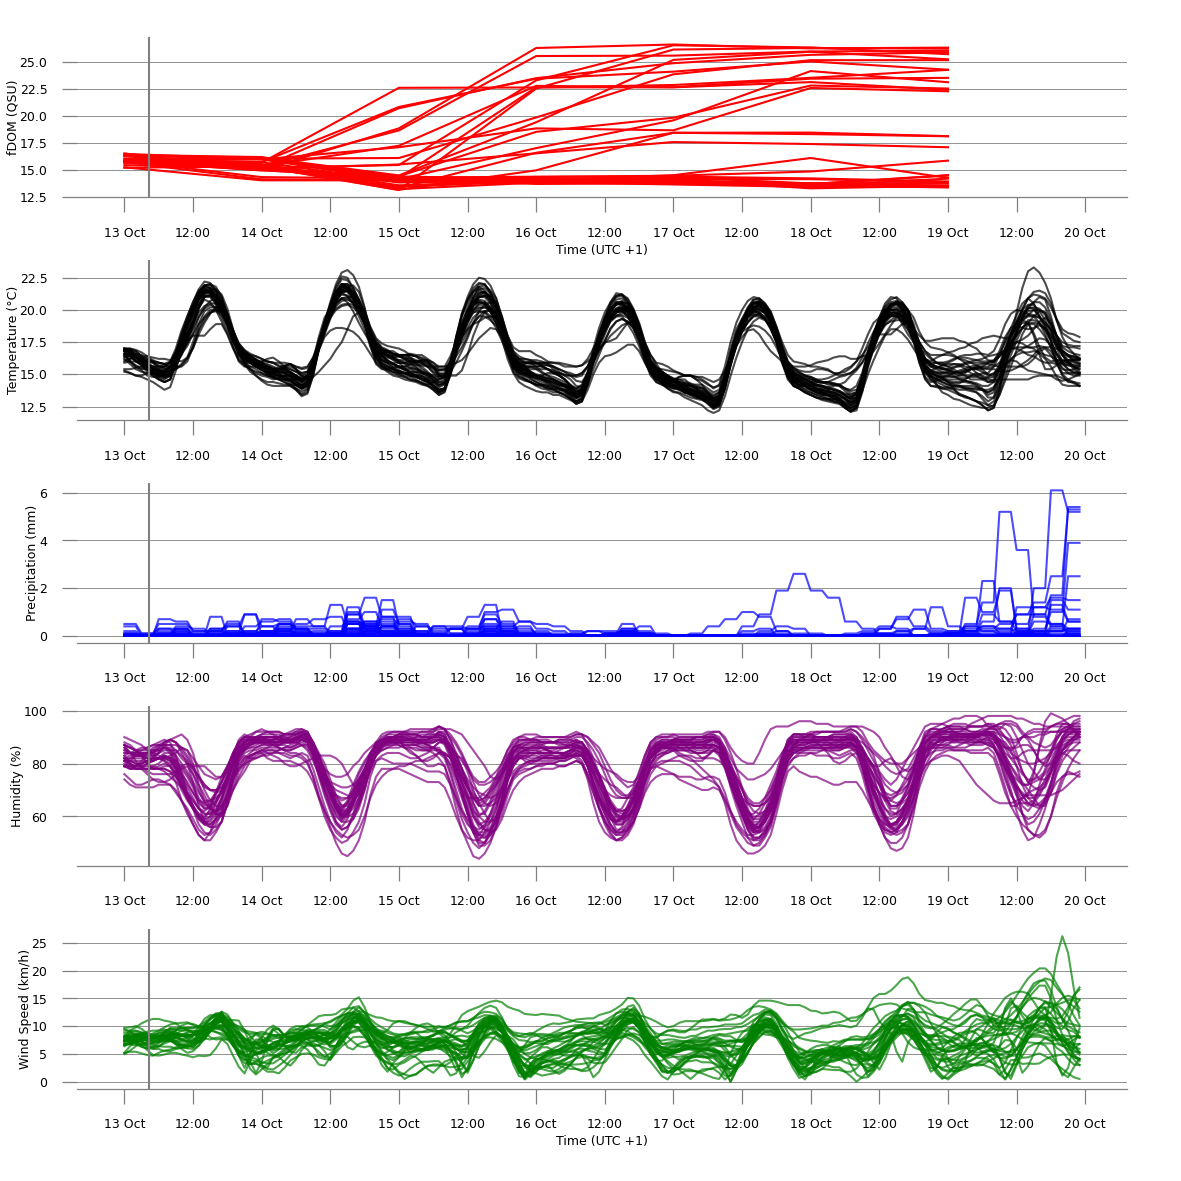 fDOM (QSU)
25.0
22.5
20.0
17.5
15.0
12.5
13 Oct 12:00 14 Oct 12:00 15 Oct 12:00 16 Oct 12:00 17 Oct 12:00 18 Oct 12:00 19 Oct 12:00 20 Oct
Time (UTC +1)
Temperature (°C)
22.5
20.0
17.5
15.0
12.5
13 Oct 12:00 14 Oct 12:00 15 Oct 12:00 16 Oct 12:00 17 Oct 12:00 18 Oct 12:00 19 Oct 12:00 20 Oct
Precipitation (mm)
6
4
2
0
13 Oct 12:00 14 Oct 12:00 15 Oct 12:00 16 Oct 12:00 17 Oct 12:00 18 Oct 12:00 19 Oct 12:00 20 Oct
Humidity (%)
100
80
60
13 Oct 12:00 14 Oct 12:00 15 Oct 12:00 16 Oct 12:00 17 Oct 12:00 18 Oct 12:00 19 Oct 12:00 20 Oct
Wind Speed (km/h)
25
20
15
10
5
0
13 Oct 12:00 14 Oct 12:00 15 Oct 12:00 16 Oct 12:00 17 Oct 12:00 18 Oct 12:00 19 Oct 12:00 20 Oct
Time (UTC +1)